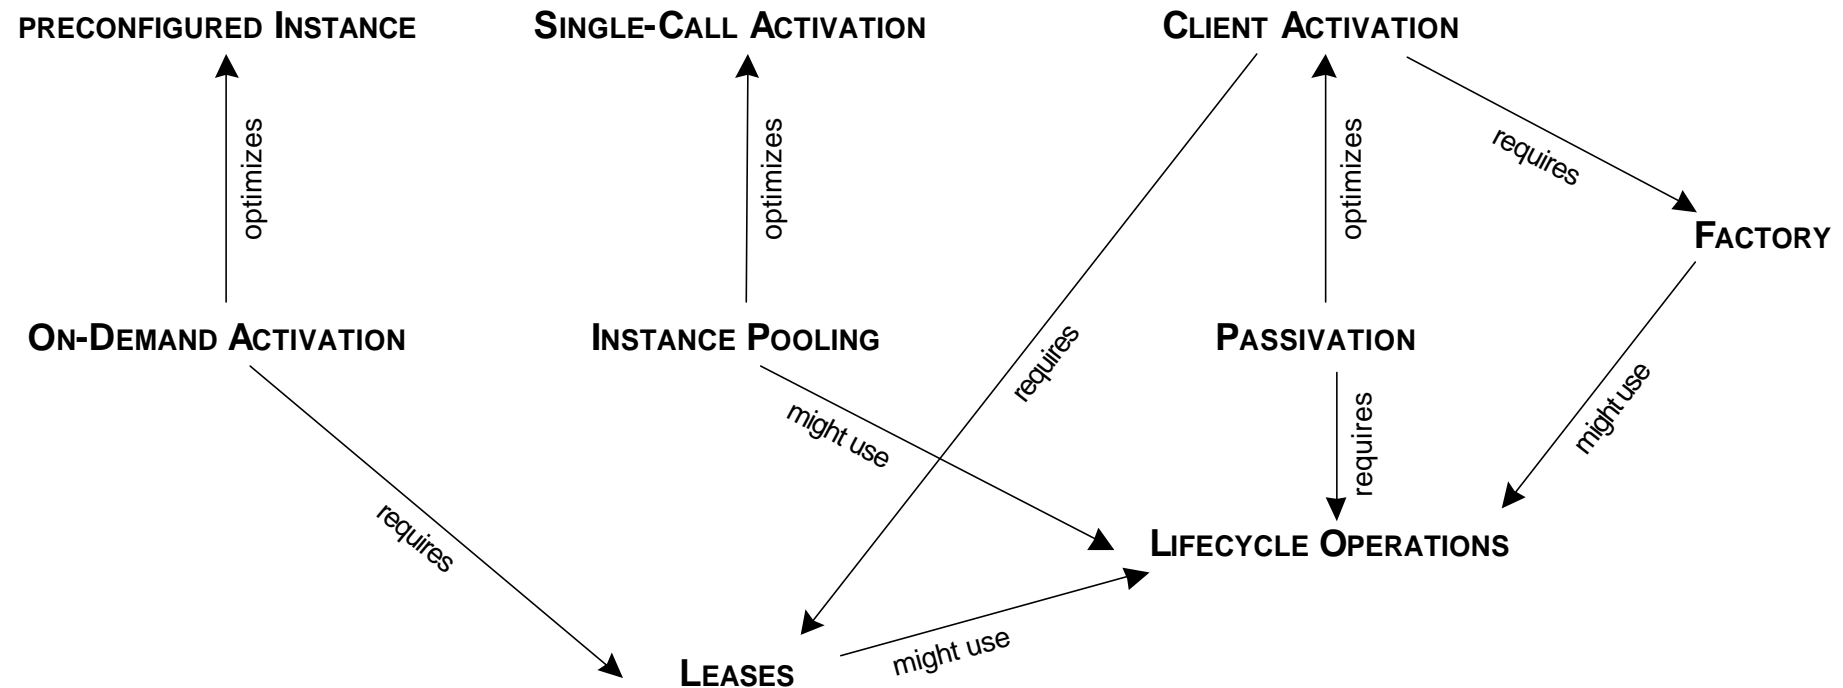 PRECONFIGURED INSTANCE
SINGLE-CALL ACTIVATION
CLIENT ACTIVATION
optimizes
optimizes
optimizes
requires
FACTORY
ON-DEMAND ACTIVATION
INSTANCE POOLING
requires
PASSIVATION
might use
requires
might use
requires
LIFECYCLE OPERATIONS
might use
LEASES